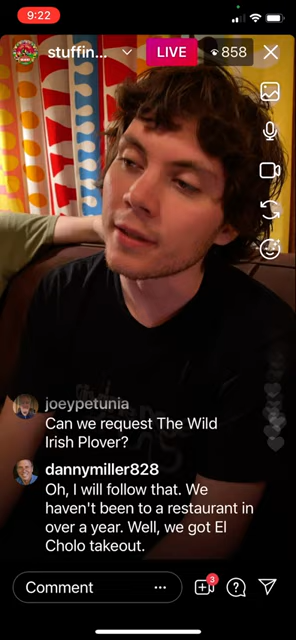 9:22
stuffin...
LIVE
858
joeypetunia
Can we request The Wild
Irish Plover?
dannymiller828
Oh, I will follow that. We
haven't been to a restaurant in
over a year. Well, we got El
Cholo takeout.
Comment
3